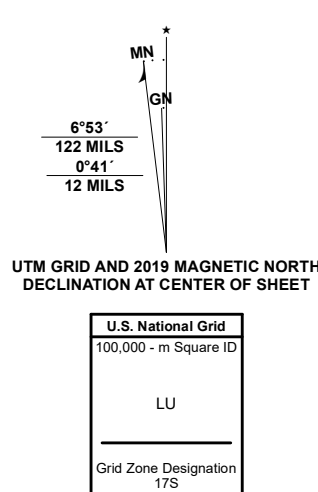 MN
GN
6°53´
122 MILS
0°41´
12 MILS
UTM GRID AND 2019 MAGNETIC NORTH
DECLINATION AT CENTER OF SHEET
U.S. National Grid
100,000 - m Square ID
LU
Grid Zone Designation
17S